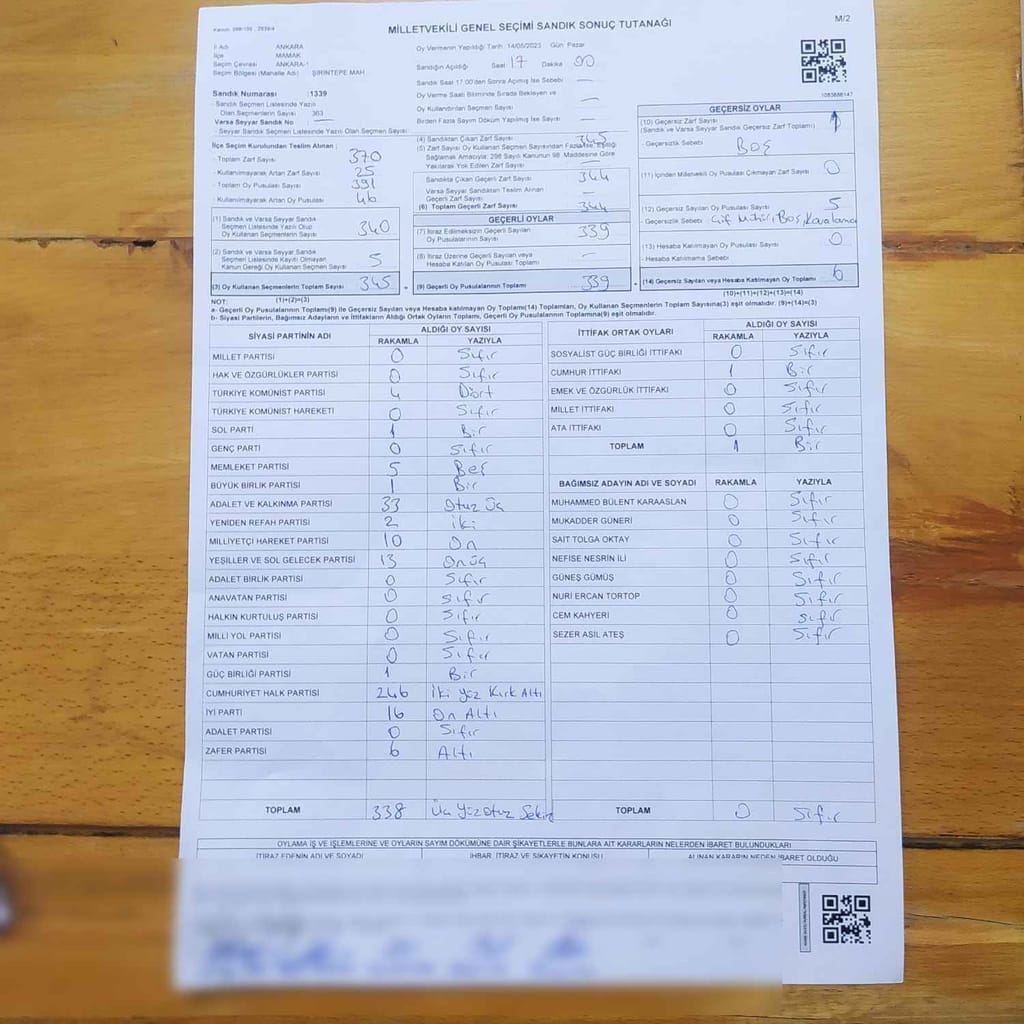 MİLLETVEKİLİ GENEL SEÇİMİ SANDIK SONUÇ TUTANAĞI
M/2
İl Adı ANKARA
İlçe MAMAK
Seçim Çevresi ANKARA-1
Seçim Bölgesi (Mahalle Adı) ŞİRİNTEPE MAH
Sandık Numarası 1339
- Sandık Seçmen Listesinde Yazılı
Olan Seçmenlerin Sayısı 363
Varsa Seyyar Sandık No —
- Seyyar Sandık Seçmen Listesinde Yazılı Olan Seçmen Sayısı
İlçe Seçim Kurulundan Teslim Alınan ;
- Toplam Zarf Sayısı 370
- Kullanılmayarak Artan Zarf Sayısı 25
- Toplam Oy Pusulası Sayısı 391
- Kullanılmayarak Artan Oy Pusulası 46
(1) Sandık ve Varsa Seyyar Sandık
Seçmen Listesinde Yazılı Olup
Oy Kullanan Seçmenlerin Sayısı 340
(2) Sandık ve Varsa Seyyar Sandık
Seçmen Listesinde Kayıtlı Olmayan
Kanun Gereği Oy Kullanan Seçmen Sayısı 5
(3) Oy Kullanan Seçmenlerin Toplam Sayısı 345
(1)+(2)=(3)
Oy Vermenin Yapıldığı Tarih 14/05/2023 Gün Pazar
Sandığın Açıldığı Saat 17 Dakika 00
Sandık Saat 17:00'den Sonra Açılmış İse Sebebi —
Oy Verme Saati Bitiminde Sırada Bekleyen ve
Oy Kullandırılan Seçmen Sayısı —
Birden Fazla Sayım Döküm Yapılmış İse Sayısı —
(4) Sandıktan Çıkan Zarf Sayısı 345
(5) Zarf Sayısı Oy Kullanan Seçmen Sayısından Fazla İse, Eşitliği
Sağlamak Amacıyla; 298 Sayılı Kanunun 98. Maddesine Göre
Yakılarak Yok Edilen Zarf Sayısı —
Sandıkta Çıkan Geçerli Zarf Sayısı 344
Varsa Seyyar Sandıktan Teslim Alınan
Geçerli Zarf Sayısı —
(6) Toplam Geçerli Zarf Sayısı 344
GEÇERLİ OYLAR
(7) İtiraz Edilmeksizin Geçerli Sayılan
Oy Pusulalarının Sayısı 339
(8) İtiraz Üzerine Geçerli Sayılan veya
Hesaba Katılan Oy Pusulası Toplamı —
(9) Geçerli Oy Pusulalarının Toplamı 339
1083688147
GEÇERSİZ OYLAR
(10) Geçersiz Zarf Sayısı
(Sandık ve Varsa Seyyar Sandık Geçersiz Zarf Toplamı) 1
- Geçersizlik Sebebi BOŞ
(11) İçinden Milletvekili Oy Pusulası Çıkmayan Zarf Sayısı 0
(12) Geçersiz Sayılan Oy Pusulası Sayısı 5
- Geçersizlik Sebebi Çif Mühür, Boş, Karalama
(13) Hesaba Katılmayan Oy Pusulası Sayısı 0
- Hesaba Katılmama Sebebi
(14) Geçersiz Sayılan veya Hesaba Katılmayan Oy Toplamı 6
(10)+(11)+(12)+(13)=(14)
NOT:
a- Geçerli Oy Pusulalarının Toplamı(9) ile Geçersiz Sayılan veya Hesaba katılmayan Oy Toplamı(14) Toplamları, Oy Kullanan Seçmenlerin Toplam Sayısına(3) eşit olmalıdır. (9)+(14)=(3)
b- Siyasi Partilerin, Bağımsız Adayların ve İttifakların Aldığı Ortak Oyların Toplamı, Geçerli Oy Pusulalarının Toplamına(9) eşit olmalıdır.
SİYASİ PARTİNİN ADI ALDIĞI OY SAYISI
RAKAMLA YAZIYLA
MİLLET PARTİSİ 0 Sıfır
HAK VE ÖZGÜRLÜKLER PARTİSİ 0 Sıfır
TÜRKİYE KOMÜNİST PARTİSİ 4 Dört
TÜRKİYE KOMÜNİST HAREKETİ 0 Sıfır
SOL PARTİ 1 Bir
GENÇ PARTİ 0 Sıfır
MEMLEKET PARTİSİ 5 Beş
BÜYÜK BİRLİK PARTİSİ 1 Bir
ADALET VE KALKINMA PARTİSİ 33 Otuz Üç
YENİDEN REFAH PARTİSİ 2 İki
MİLLİYETÇİ HAREKET PARTİSİ 10 On
YEŞİLLER VE SOL GELECEK PARTİSİ 13 Onüç
ADALET BİRLİK PARTİSİ 0 Sıfır
ANAVATAN PARTİSİ 0 Sıfır
HALKIN KURTULUŞ PARTİSİ 0 Sıfır
MİLLİ YOL PARTİSİ 0 Sıfır
VATAN PARTİSİ 0 Sıfır
GÜÇ BİRLİĞİ PARTİSİ 1 Bir
CUMHURİYET HALK PARTİSİ 246 İki Yüz Kırk Altı
İYİ PARTİ 16 On Altı
ADALET PARTİSİ 0 Sıfır
ZAFER PARTİSİ 6 Altı
TOPLAM 338 Üç Yüz Otuz Sekiz
İTTİFAK ORTAK OYLARI ALDIĞI OY SAYISI
RAKAMLA YAZIYLA
SOSYALİST GÜÇ BİRLİĞİ İTTİFAKI 0 Sıfır
CUMHUR İTTİFAKI 1 Bir
EMEK VE ÖZGÜRLÜK İTTİFAKI 0 Sıfır
MİLLET İTTİFAKI 0 Sıfır
ATA İTTİFAKI 0 Sıfır
TOPLAM 1 Bir
BAĞIMSIZ ADAYIN ADI VE SOYADI RAKAMLA YAZIYLA
MUHAMMED BÜLENT KARAASLAN 0 Sıfır
MUKADDER GÜNERİ 0 Sıfır
SAİT TOLGA OKTAY 0 Sıfır
NEFİSE NESRİN İLİ 0 Sıfır
GÜNEŞ GÜMÜŞ 0 Sıfır
NURİ ERCAN TORTOP 0 Sıfır
CEM KAHYERİ 0 Sıfır
SEZER ASİL ATEŞ 0 Sıfır
TOPLAM 0 Sıfır
OYLAMA İŞ VE İŞLEMLERİNE VE OYLARIN SAYIM DÖKÜMÜNE DAİR ŞİKAYETLERLE BUNLARA AİT KARARLARIN NELERDEN İBARET BULUNDUKLARI
İTİRAZ EDENİN ADI VE SOYADI İHBAR, İTİRAZ VE ŞİKAYETİN KONUSU ALINAN KARARIN NEDEN İBARET OLDUĞU